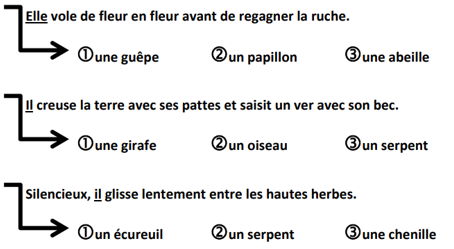 Elle vole de fleur en fleur avant de regagner la ruche.
①une guêpe ②un papillon ③une abeille
Il creuse la terre avec ses pattes et saisit un ver avec son bec.
①une girafe ②un oiseau ③un serpent
Silencieux, il glisse lentement entre les hautes herbes.
①un écureuil ②un serpent ③une chenille